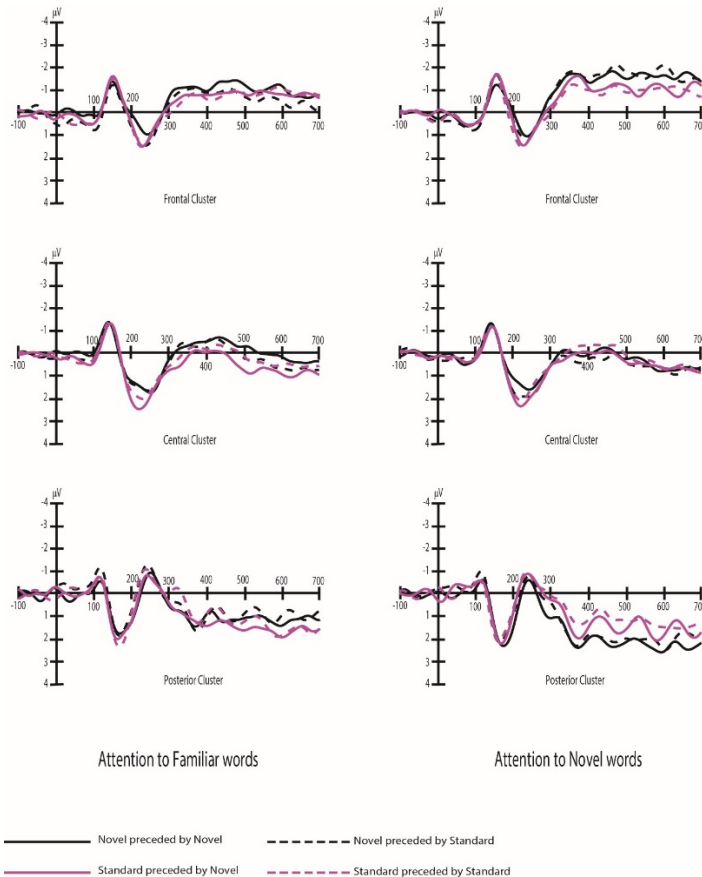 µV µV
-4 -4
-3 -3
-2 -2
-1 -1
100 200 100
-100 300 400 500 600 700 -100 300 400 500 600 700
1 1
2 2
3 3
4 4
Frontal Cluster Frontal Cluster
µV µV
-4 -4
-3 -3
-2 -2
-1 -1
100 200 300 500 600 700 100 200 300 500 600 70
-100 400 -100 400
1 1
2 2
3 3
4 4
Central Cluster Central Cluster
µV µV
-4 -4
-3 -3
-2 -2
-1 -1
200 300 400 500 600 700 200 300
-100 100 -100 100 400 500 600 70
1 1
2 2
3 3
4 4
Posterior Cluster Posterior Cluster
Attention to Familiar words Attention to Novel words
Novel preceded by Novel Novel preceded by Standard
Standard preceded by Novel Standard preceded by Standard